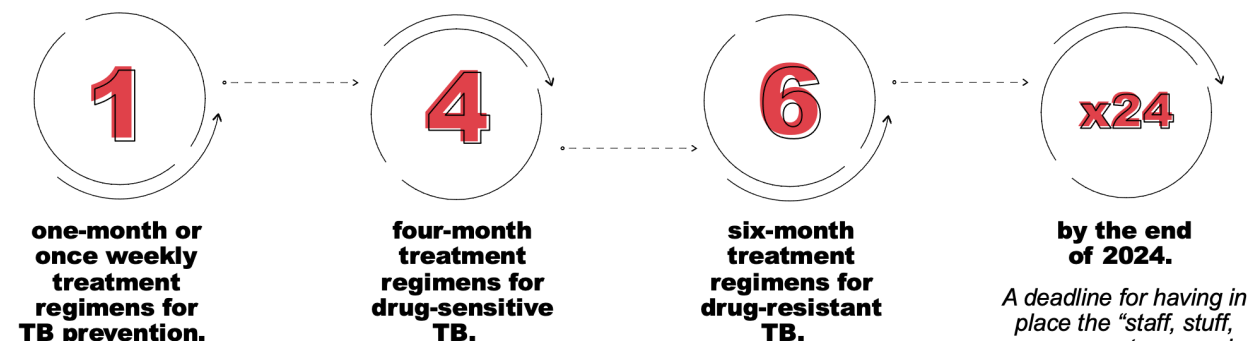 1
one-month or
once weekly
treatment
regimens for
TB prevention.
4
four-month
treatment
regimens for
drug-sensitive
TB.
6
six-month
treatment
regimens for
drug-resistant
TB.
x24
by the end
of 2024.
A deadline for having in
place the “staff, stuff,